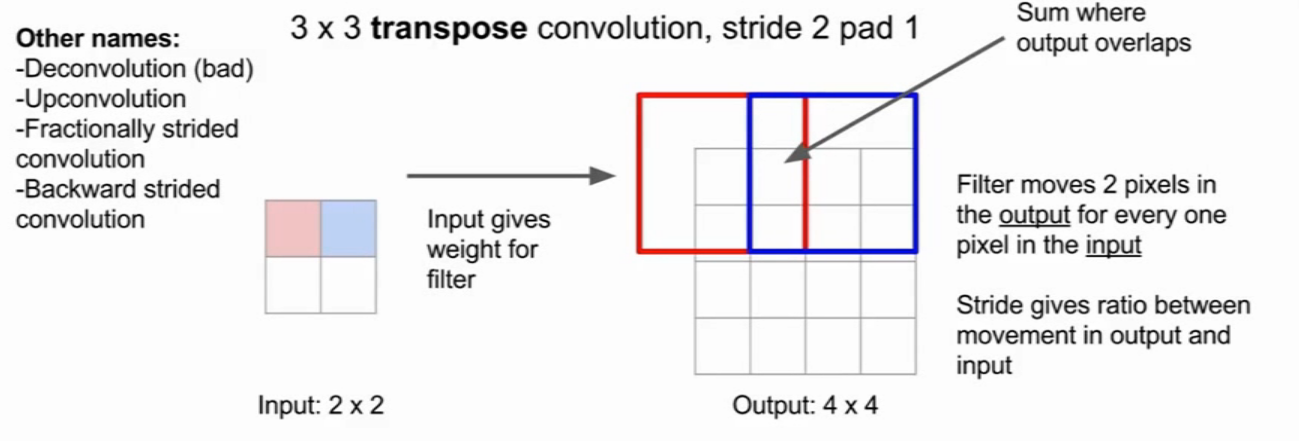 3 x 3 transpose convolution, stride 2 pad 1
Other names:
-Deconvolution (bad)
-Upconvolution
-Fractionally strided
convolution
-Backward strided
convolution
Input: 2 x 2
Input gives
weight for
filter
Sum where
output overlaps
Output: 4 x 4
Filter moves 2 pixels in
the output for every one
pixel in the input
Stride gives ratio between
movement in output and
input